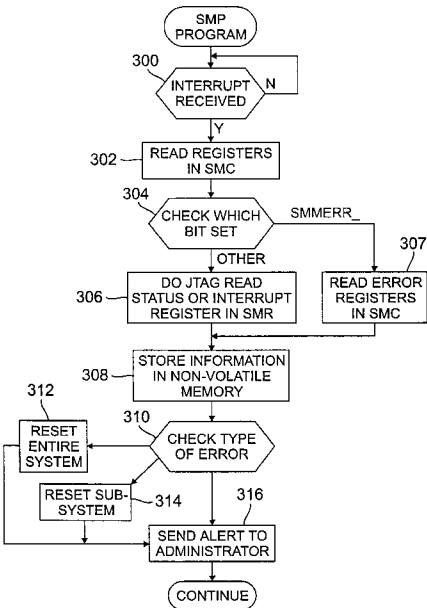 SMP
PROGRAM
300
INTERRUPT
RECEIVED
N
Y
302
READ REGISTERS
IN SMC
304
CHECK WHICH
BIT SET
SMMERR_
OTHER
307
306
DO JTAG READ
STATUS OR INTERRUPT
REGISTER IN SMR
READ ERROR
REGISTERS
IN SMC
308
STORE INFORMATION
IN NON-VOLATILE
MEMORY
312
310
RESET
ENTIRE
SYSTEM
CHECK TYPE
OF ERROR
RESET SUB-
SYSTEM
314
316
SEND ALERT TO
ADMINISTRATOR
CONTINUE